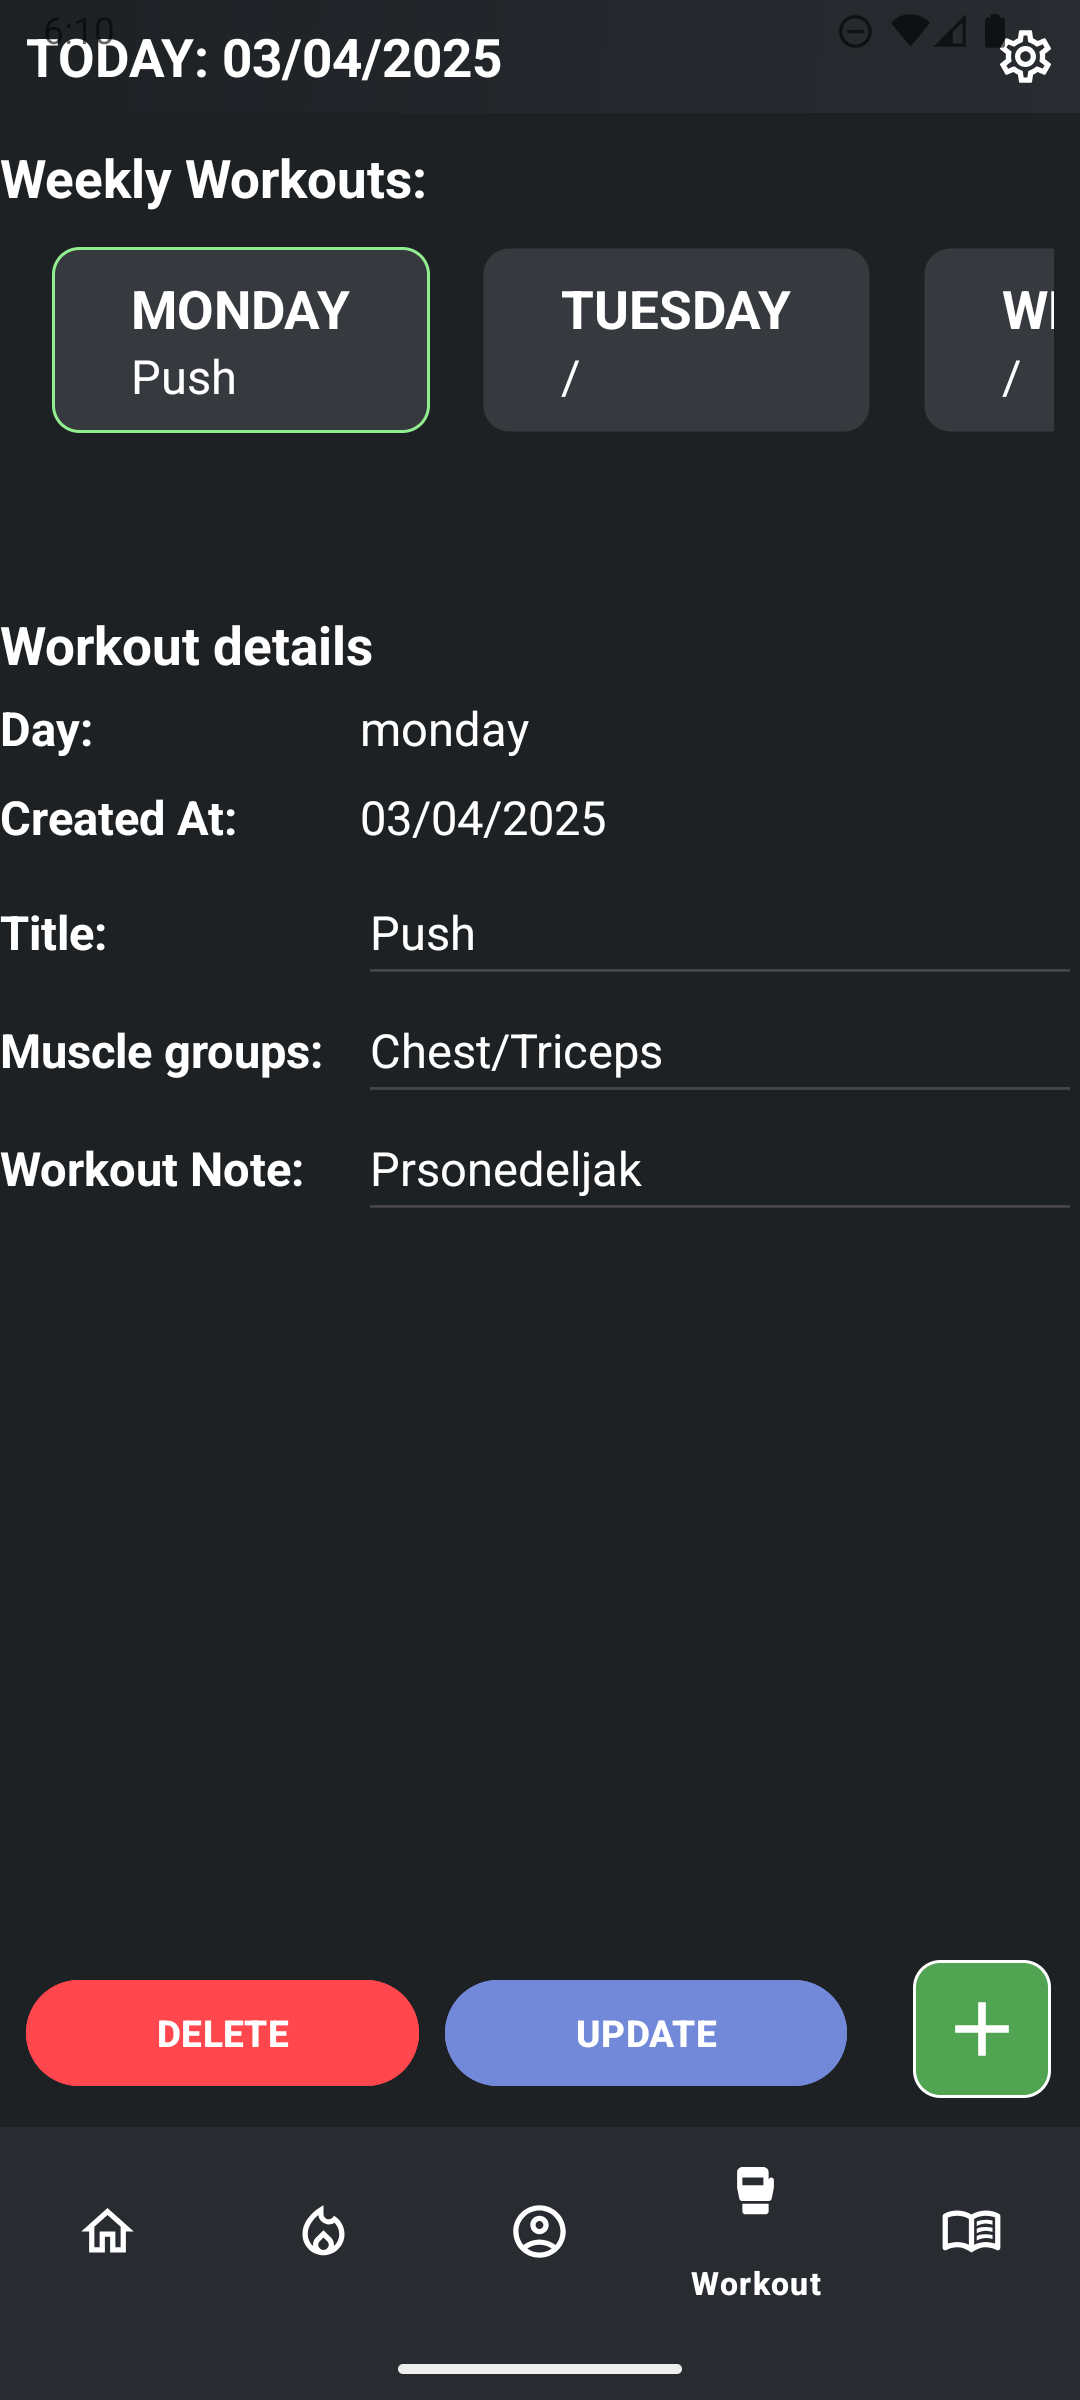 6:10
TODAY: 03/04/2025
Weekly Workouts:
MONDAY
Push
TUESDAY
/
/
Workout details
Day: monday
Created At: 03/04/2025
Title: Push
Muscle groups: Chest/Triceps
Workout Note: Prsonedeljak
DELETE UPDATE
Workout